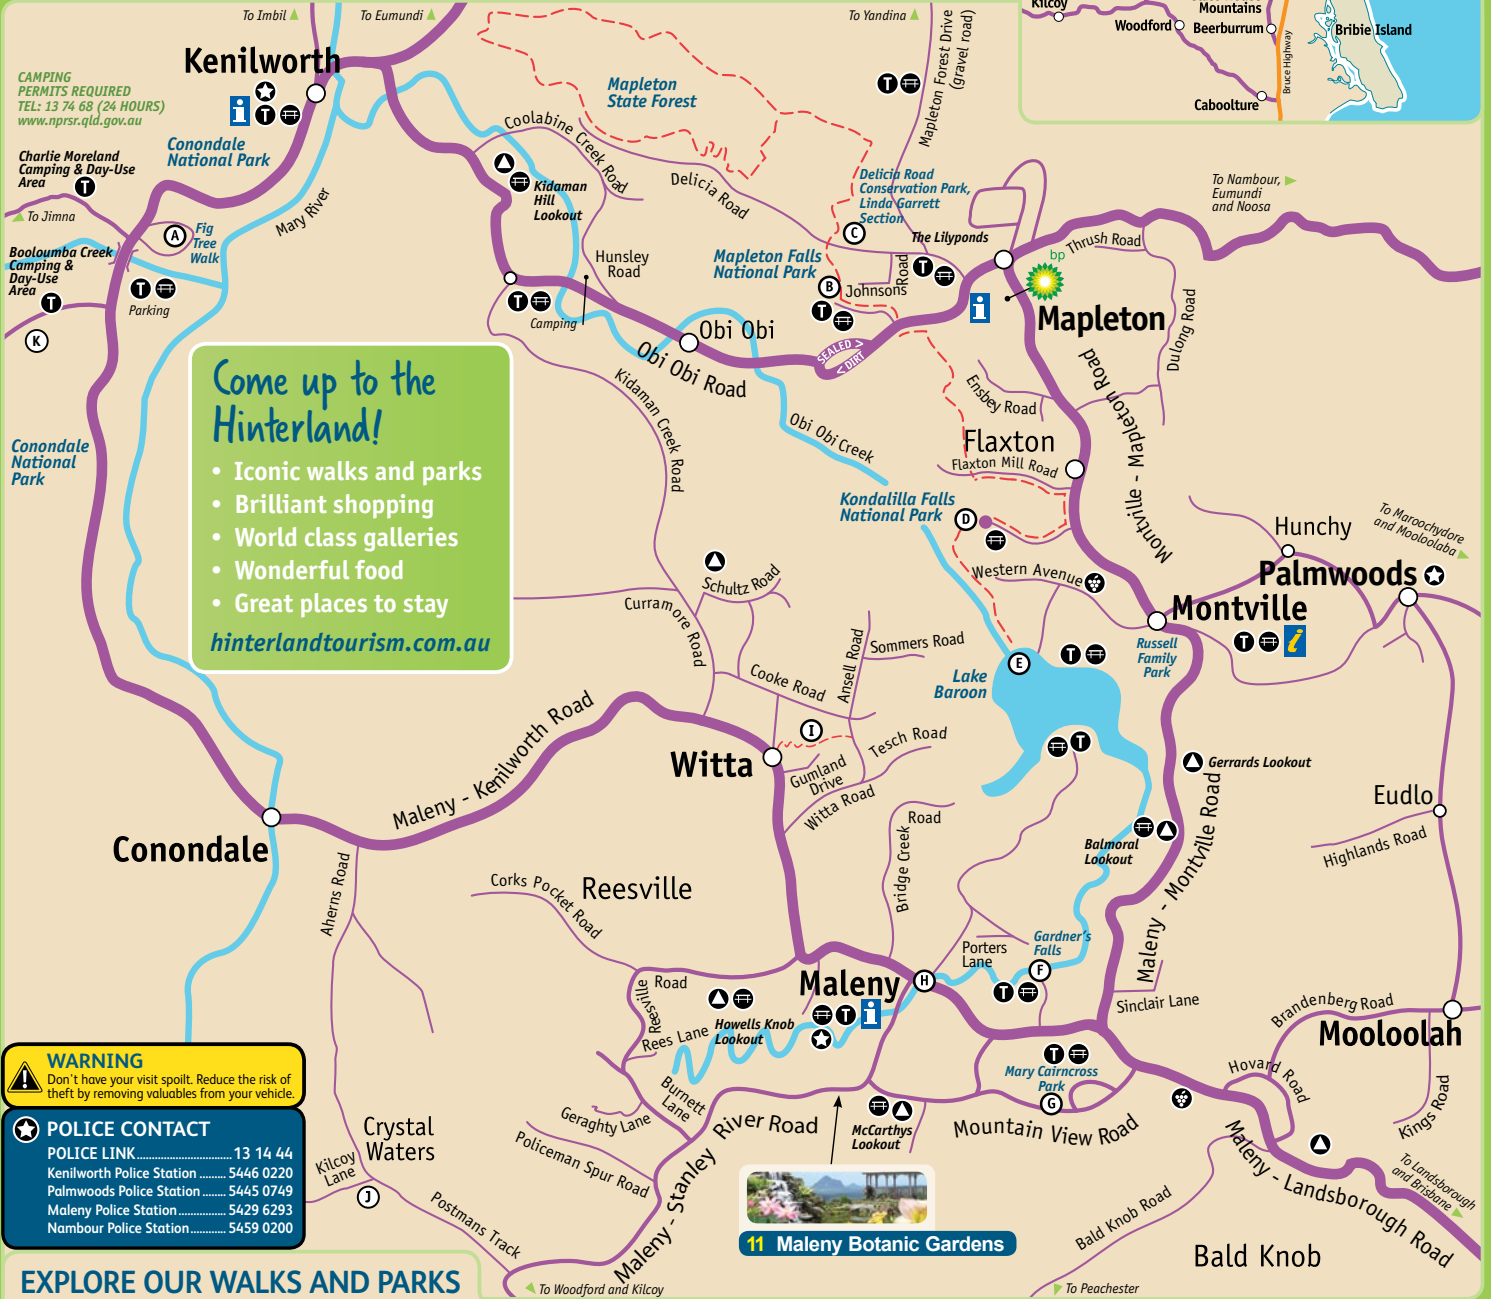 To Imbil
To Eumundi
To Yandina
Kilcoy
Mountains
Woodford
Beerburrum
Bribie Island
Bruce Highway
Caboolture
Kenilworth
CAMPING
PERMITS REQUIRED
TEL: 13 74 68 (24 HOURS)
www.nprsr.qld.gov.au
i
T
Conondale
National Park
Mapleton
State Forest
T
Mapleton Forest Drive
(gravel road)
Charlie Moreland
Camping & Day-Use
Area
T
To Jimna
Coolabine Creek Road
Kidaman
Hill
Lookout
Delicia Road
Delicia Road
Conservation Park,
Linda Garrett
Section
C
To Nambour,
Eumundi
and Noosa
Mary River
A
Fig
Tree
Walk
Booloumba Creek
Camping &
Day-Use
Area
T
T
Parking
K
Hunsley
Road
T
Camping
The Lilyponds
T
Thrush Road
bp
Mapleton Falls
National Park
B
T
Johnsons Road
i
Mapleton
Dulong Road
Obi Obi
Obi Obi Road
SEALED >
< DIRT
Montville - Mapleton Road
Ensbey Road
Come up to the
Hinterland!
• Iconic walks and parks
• Brilliant shopping
• World class galleries
• Wonderful food
• Great places to stay
hinterlandtourism.com.au
Kidaman Creek Road
Obi Obi Creek
Flaxton
Flaxton Mill Road
Conondale
National
Park
Kondalilla Falls
National Park
D
Hunchy
To Maroochydore
and Mooloolaba
Palmwoods
Western Avenue
Montville
T
i
Russell
Family
Park
Schultz Road
Curramore Road
Sommers Road
Ansell Road
Cooke Road
E
T
Lake
Baroon
T
I
Witta
Tesch Road
Gumland
Drive
Witta Road
Maleny - Kenilworth Road
Gerrards Lookout
Eudlo
Highlands Road
Balmoral
Lookout
Maleny - Montville Road
Conondale
Aherns Road
Corks Pocket Road
Reesville
Bridge Creek
Road
Porters
Lane
Gardner's
Falls
F
T
Maleny
H
T
i
Reesville
Road
Rees Lane
Howells Knob
Lookout
Sinclair Lane
Brandenberg Road
Mooloolah
Hovard Road
Kings Road
T
Mary Cairncross
Park
G
McCarthys
Lookout
Mountain View Road
River Road
Burnett
Lane
Geraghty Lane
Policeman Spur Road
Maleny - Stanley
Maleny - Landsborough Road
To Landsborough
and Brisbane
Bald Knob Road
Bald Knob
To Peachester
Crystal
Waters
Kilcoy
Lane
J
Postmans Track
To Woodford and Kilcoy
11 Maleny Botanic Gardens
WARNING
Don't have your visit spoilt. Reduce the risk of
theft by removing valuables from your vehicle.
POLICE CONTACT
POLICE LINK..............................13 14 44
Kenilworth Police Station ......... 5446 0220
Palmwoods Police Station ........ 5445 0749
Maleny Police Station................ 5429 6293
Nambour Police Station............ 5459 0200
EXPLORE OUR WALKS AND PARKS